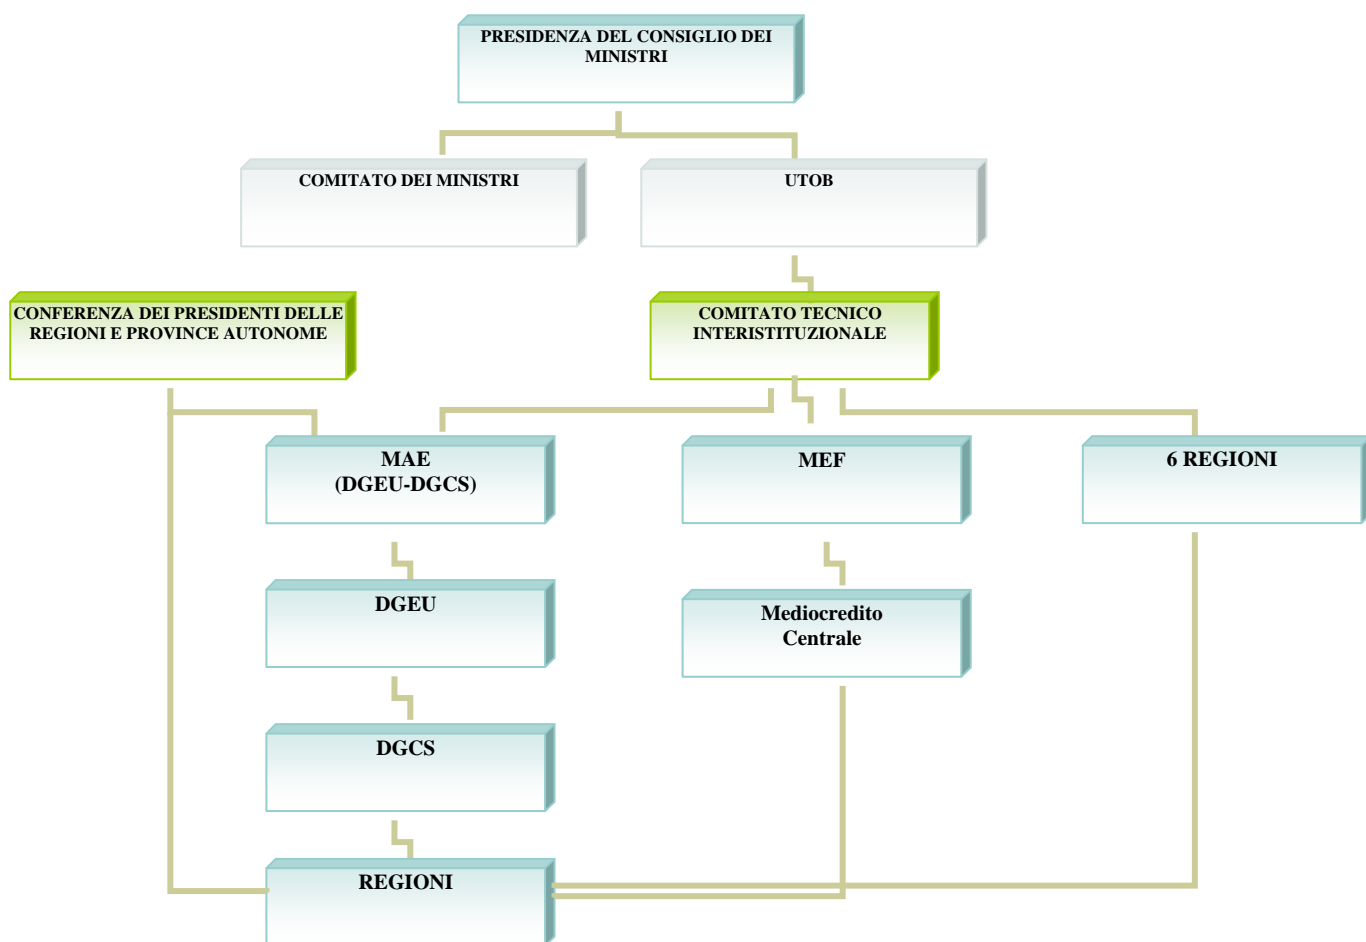 PRESIDENZA DEL CONSIGLIO DEI
MINISTRI
COMITATO DEI MINISTRI
UTOB
CONFERENZA DEI PRESIDENTI DELLE
REGIONI E PROVINCE AUTONOME
COMITATO TECNICO
INTERISTITUZIONALE
MAE
(DGEU-DGCS)
MEF
6 REGIONI
DGEU
Mediocredito
Centrale
DGCS
REGIONI